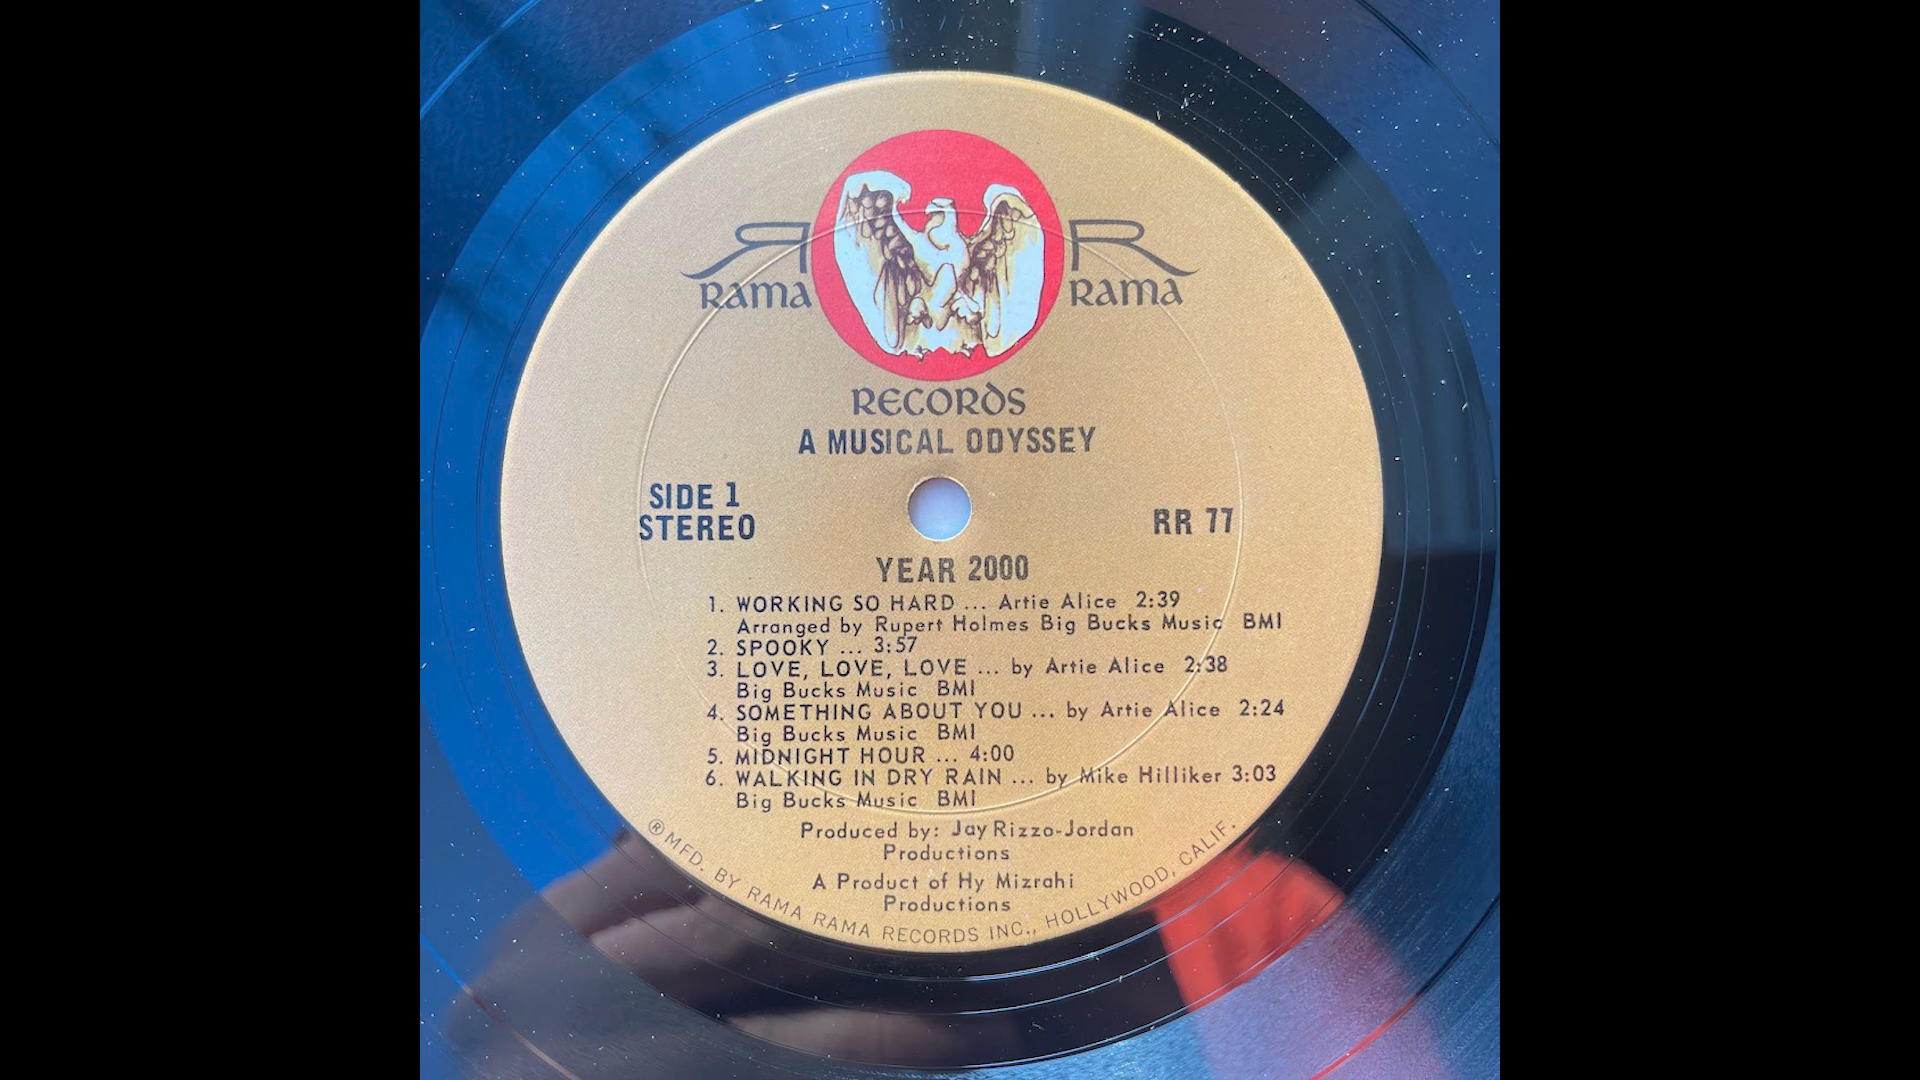 R R
RAMA RAMA
RECORDS
A MUSICAL ODYSSEY
SIDE 1
STEREO
RR 77
YEAR 2000
1. WORKING SO HARD ... Artie Alice 2:39
Arranged by Rupert Holmes Big Bucks Music BMI
2. SPOOKY ... 3:57
3. LOVE, LOVE, LOVE ... by Artie Alice 2:38
Big Bucks Music BMI
4. SOMETHING ABOUT YOU ... by Artie Alice 2:24
Big Bucks Music BMI
5. MIDNIGHT HOUR ... 4:00
6. WALKING IN DRY RAIN ... by Mike Hilliker 3:03
Big Bucks Music BMI
Produced by: Jay Rizzo-Jordan
Productions
A Product of Hy Mizrahi
Productions
® MFD. BY RAMA RAMA RECORDS INC., HOLLYWOOD, CALIF.